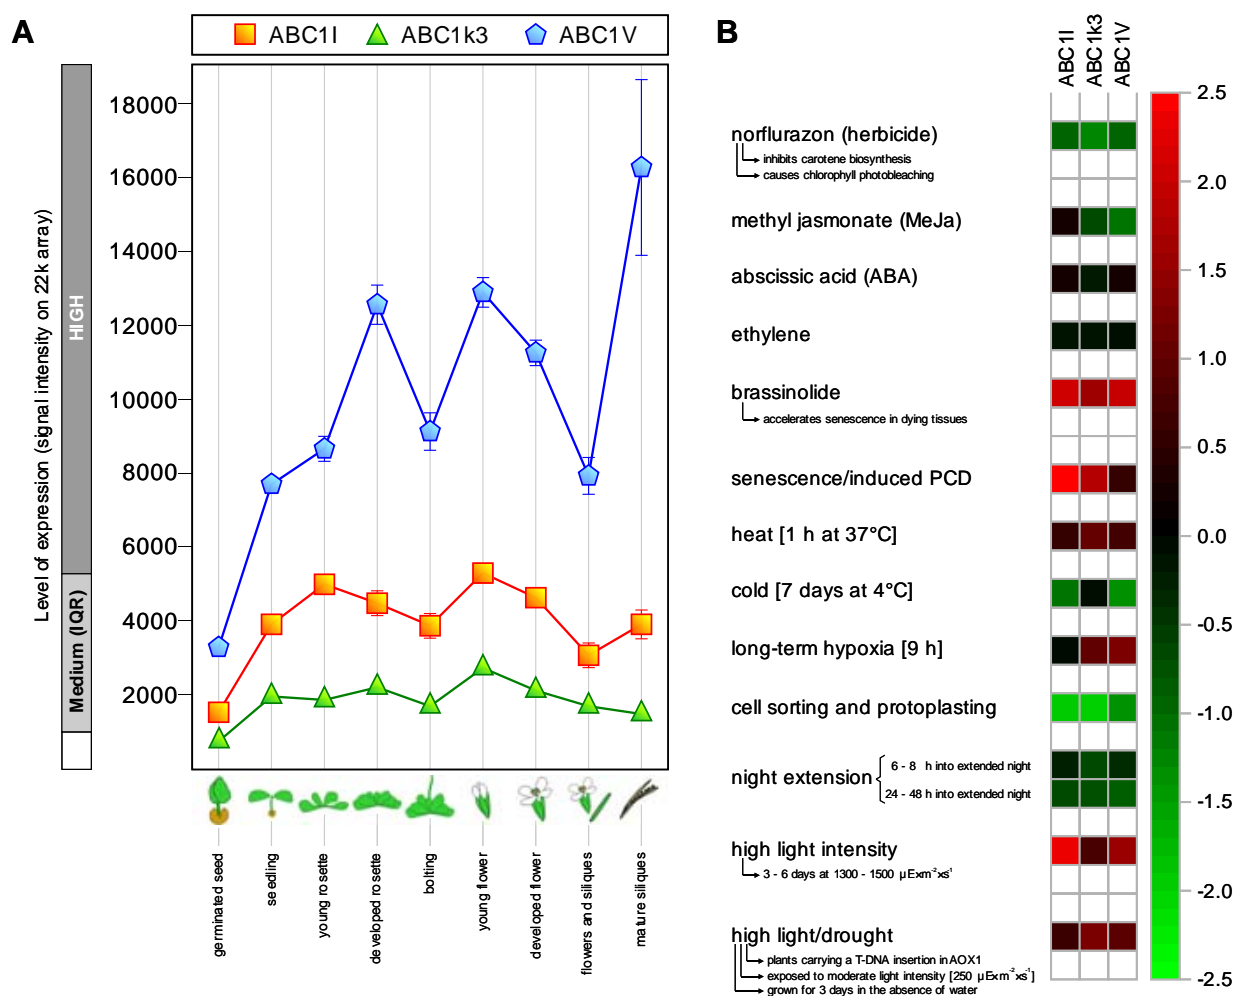 A
ABC1I ABC1k3 ABC1V
Level of expression (signal intensity on 22k array)
HIGH
Medium (IQR)
18000
16000
14000
12000
10000
8000
6000
4000
2000
germinated seed
seedling
young rosette
developed rosette
bolting
young flower
developed flower
flowers and siliques
mature siliques
B
ABC1I
ABC1k3
ABC1V
norflurazon (herbicide)
inhibits carotene biosynthesis
causes chlorophyll photobleaching
methyl jasmonate (MeJa)
abscissic acid (ABA)
ethylene
brassinolide
accelerates senescence in dying tissues
senescence/induced PCD
heat [1 h at 37°C]
cold [7 days at 4°C]
long-term hypoxia [9 h]
cell sorting and protoplasting
night extension
6 - 8 h into extended night
24 - 48 h into extended night
high light intensity
3 - 6 days at 1300 - 1500 µExm⁻²xs⁻¹
high light/drought
plants carrying a T-DNA insertion in AOX1
exposed to moderate light intensity [250 µExm⁻²xs⁻¹]
grown for 3 days in the absence of water
2.5
2.0
1.5
1.0
0.5
0.0
-0.5
-1.0
-1.5
-2.0
-2.5